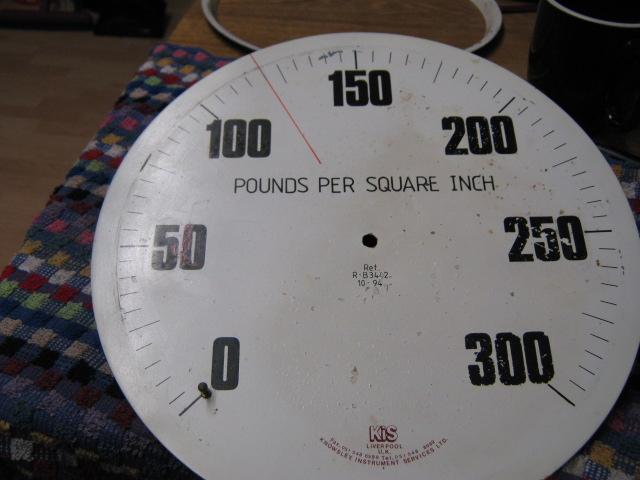 150
100
200
POUNDS PER SQUARE INCH
50
250
Ref.
R-B3402.
10-94
0
300
KiS
LIVERPOOL
U.K.
KNOWSLEY INSTRUMENT SERVICES LTD.